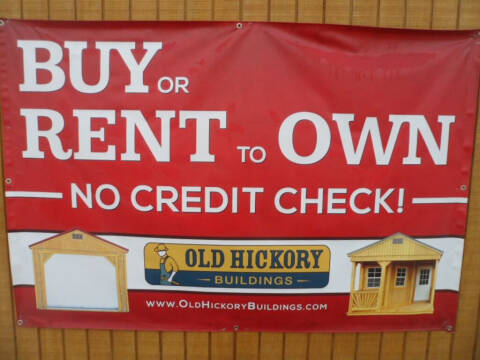 BUY OR
RENT TO OWN
NO CREDIT CHECK!
OLD HICKORY
BUILDINGS
WWW.OLDHICKORYBUILDINGS.COM